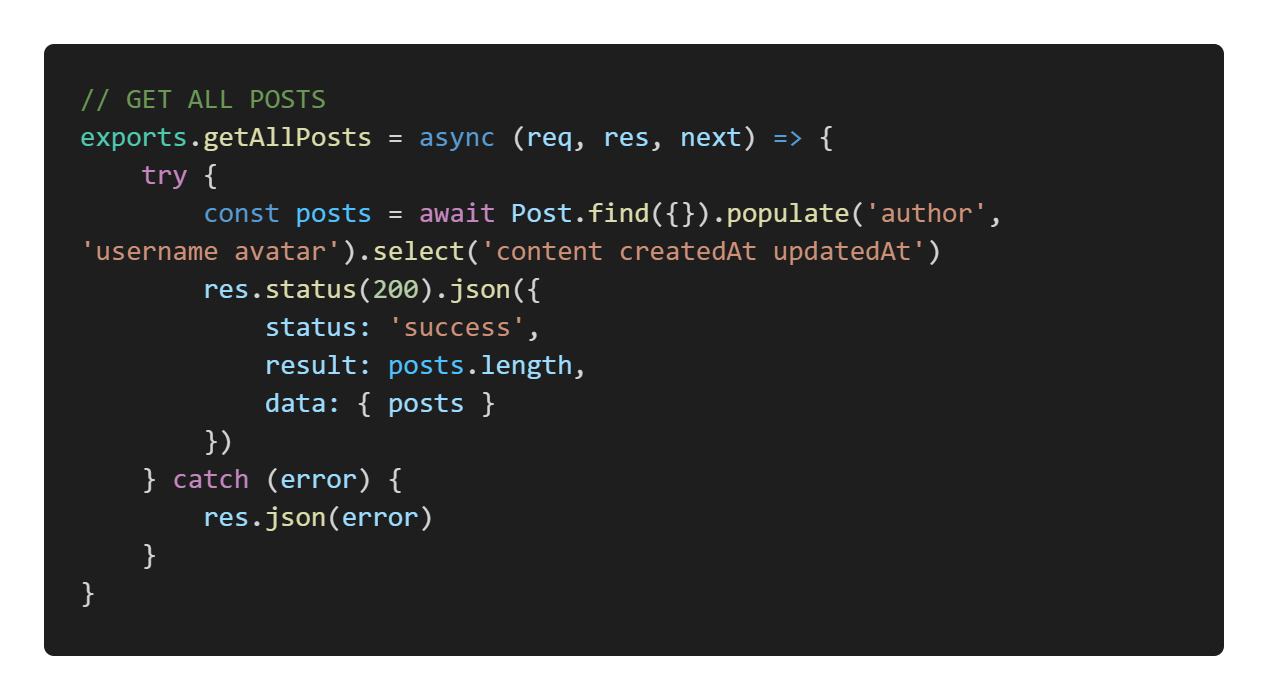 // GET ALL POSTS
exports.getAllPosts = async (req, res, next) => {
    try {
        const posts = await Post.find({}).populate('author',
'username avatar').select('content createdAt updatedAt')
        res.status(200).json({
            status: 'success',
            result: posts.length,
            data: { posts }
        })
    } catch (error) {
        res.json(error)
    }
}